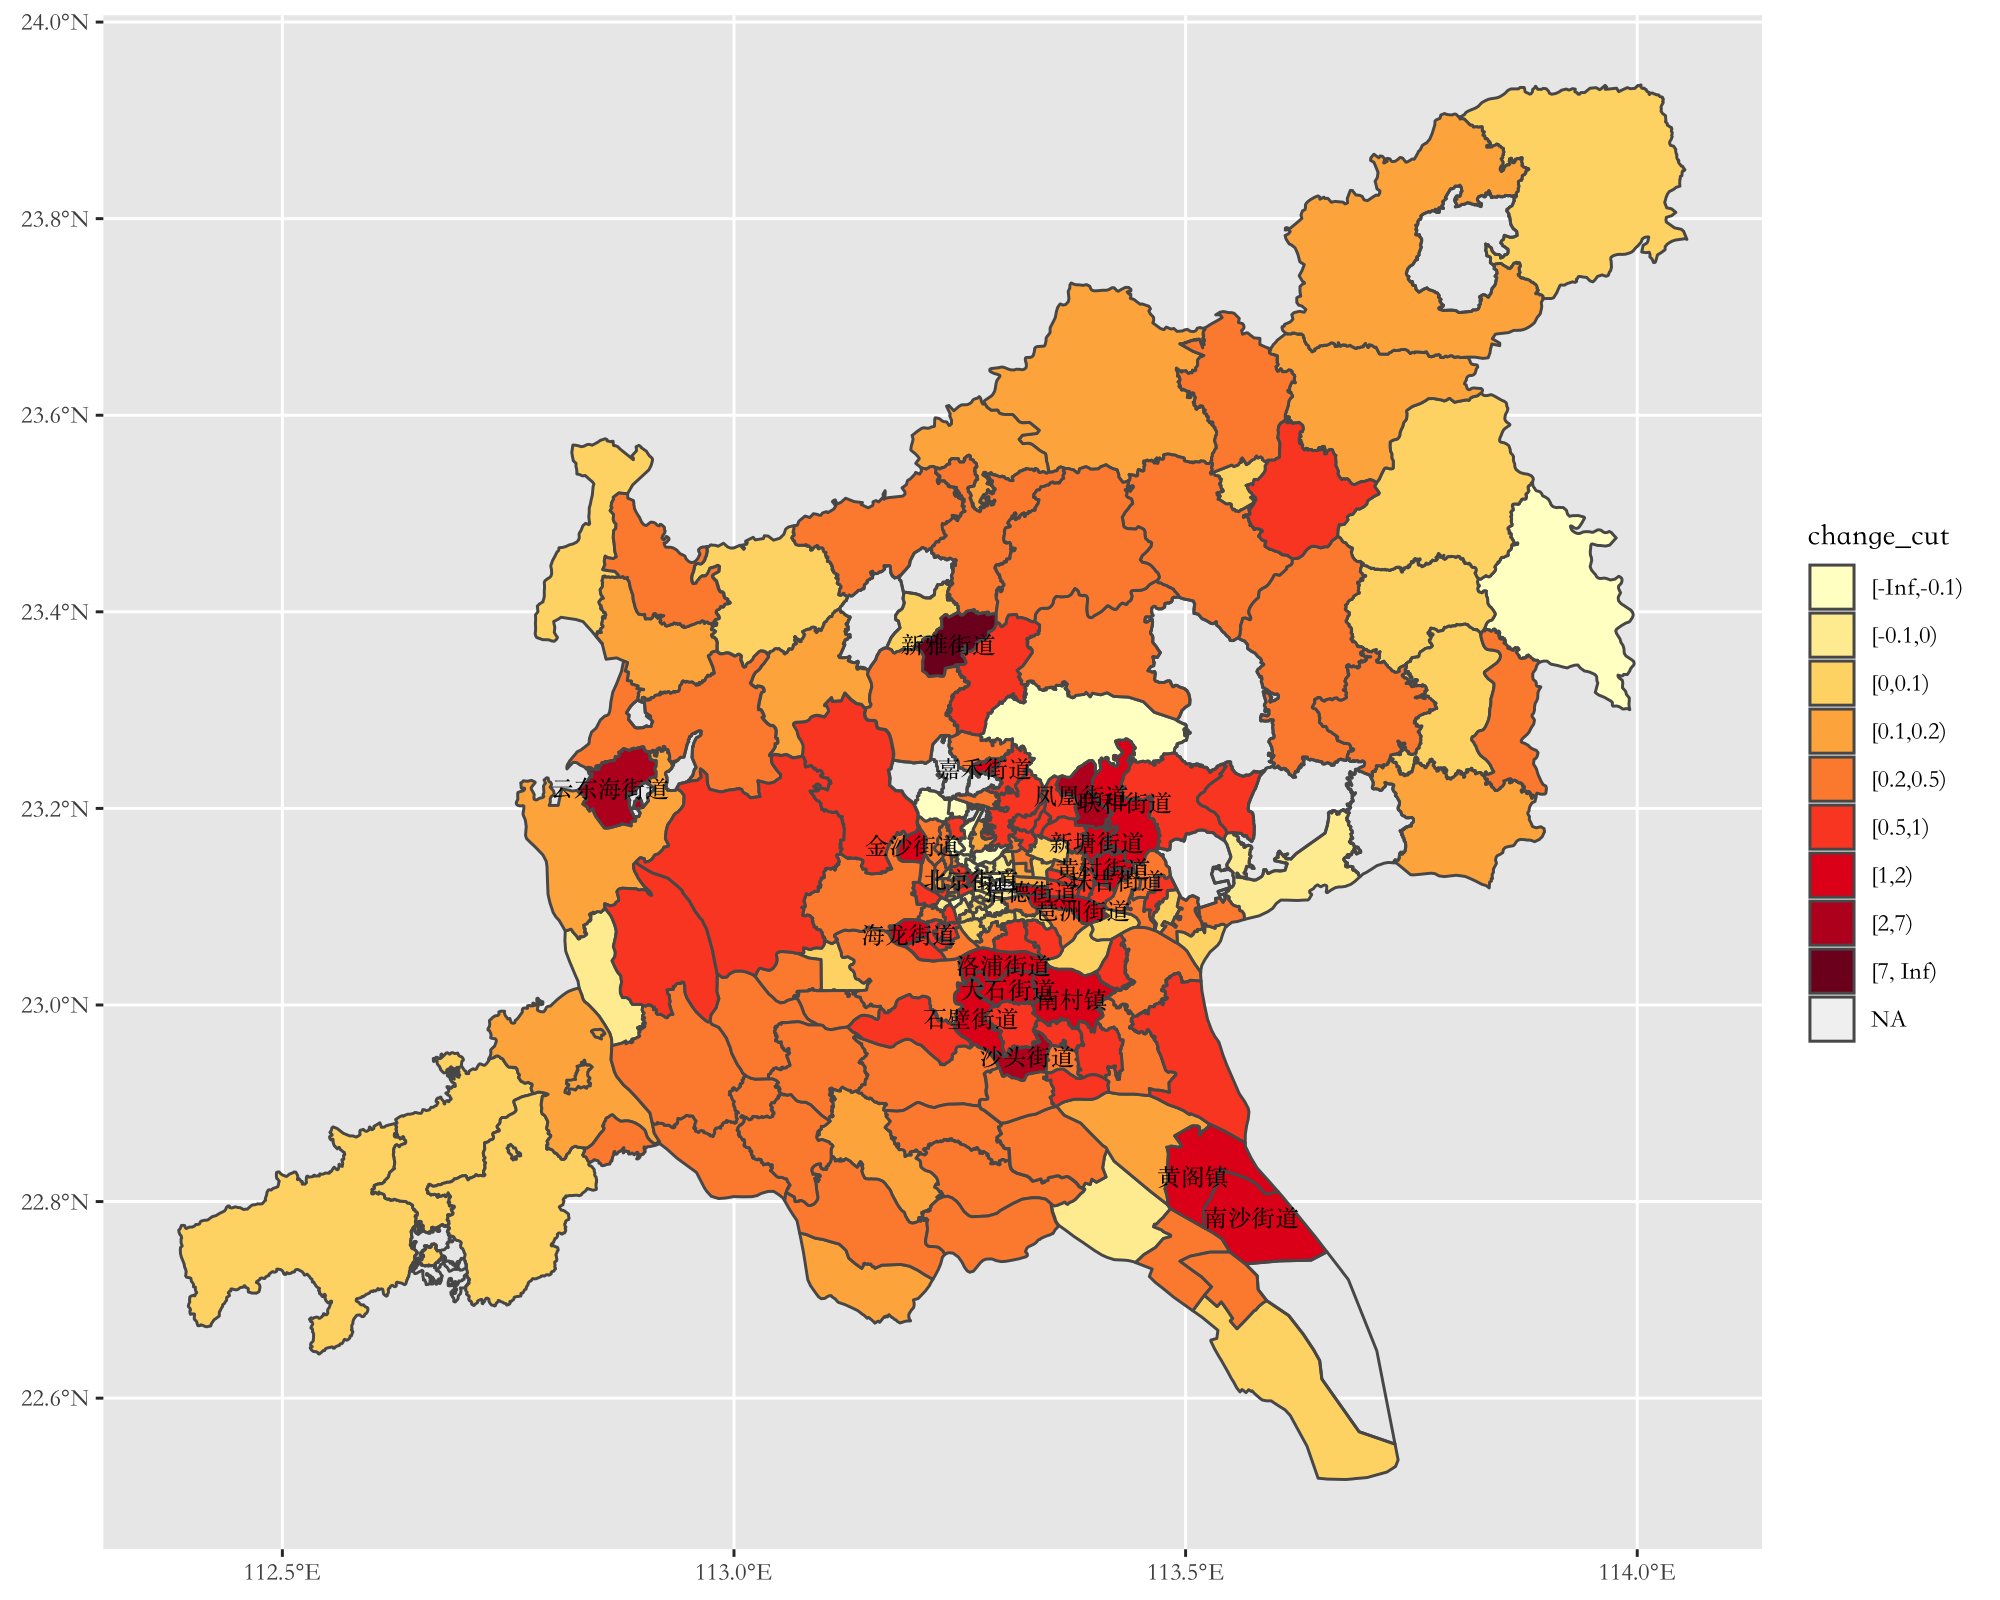 24.0°N
23.8°N
23.6°N
23.4°N
23.2°N
23.0°N
22.8°N
22.6°N
112.5°E
113.0°E
113.5°E
114.0°E
新雅街道
云东海街道
嘉禾街道
凤凰街道
联和街道
金沙街道
新塘街道
黄村街道
北京街道
珠吉街道
街道
琶洲街道
海龙街道
洛浦街道
大石街道
南村镇
石壁街道
沙头街道
黄阁镇
南沙街道
change_cut
[-Inf,-0.1)
[-0.1,0)
[0,0.1)
[0.1,0.2)
[0.2,0.5)
[0.5,1)
[1,2)
[2,7)
[7, Inf)
NA